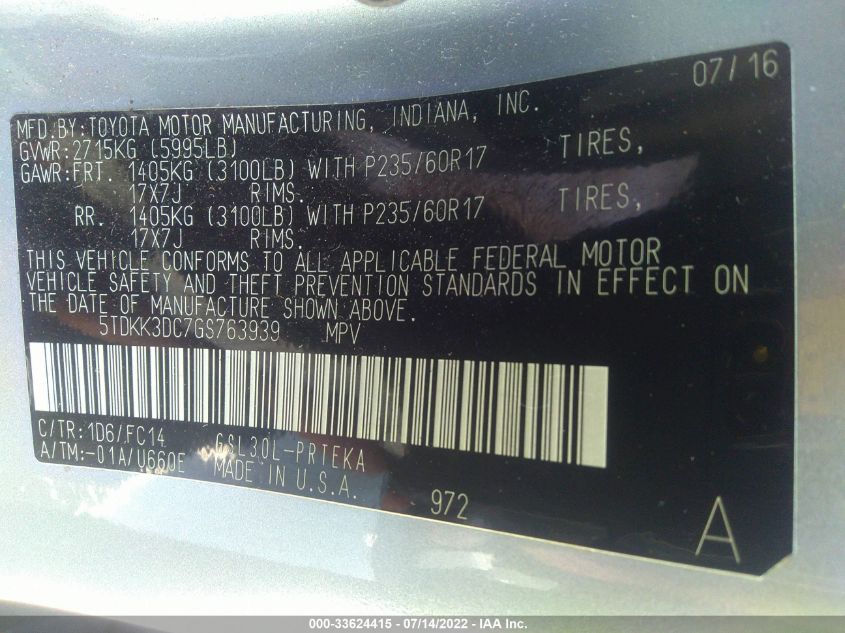 07/16
MFD.BY:TOYOTA MOTOR MANUFACTURING, INDIANA, INC.
GVWR:2715KG (5995LB)
GAWR:FRT. 1405KG (3100LB) WITH P235/60R17 TIRES,
17X7J RIMS.
RR. 1405KG (3100LB) WITH P235/60R17 TIRES,
17X7J RIMS.
THIS VEHICLE CONFORMS TO ALL APPLICABLE FEDERAL MOTOR
VEHICLE SAFETY AND THEFT PREVENTION STANDARDS IN EFFECT ON
THE DATE OF MANUFACTURE SHOWN ABOVE.
5TDKK3DC7GS763939 MPV
C/TR:1D6/FC14 GSL30L-PRTEKA
A/TM:-01A/U660E MADE IN U.S.A.
972
A
000-33624415 - 07/14/2022 - IAA Inc.